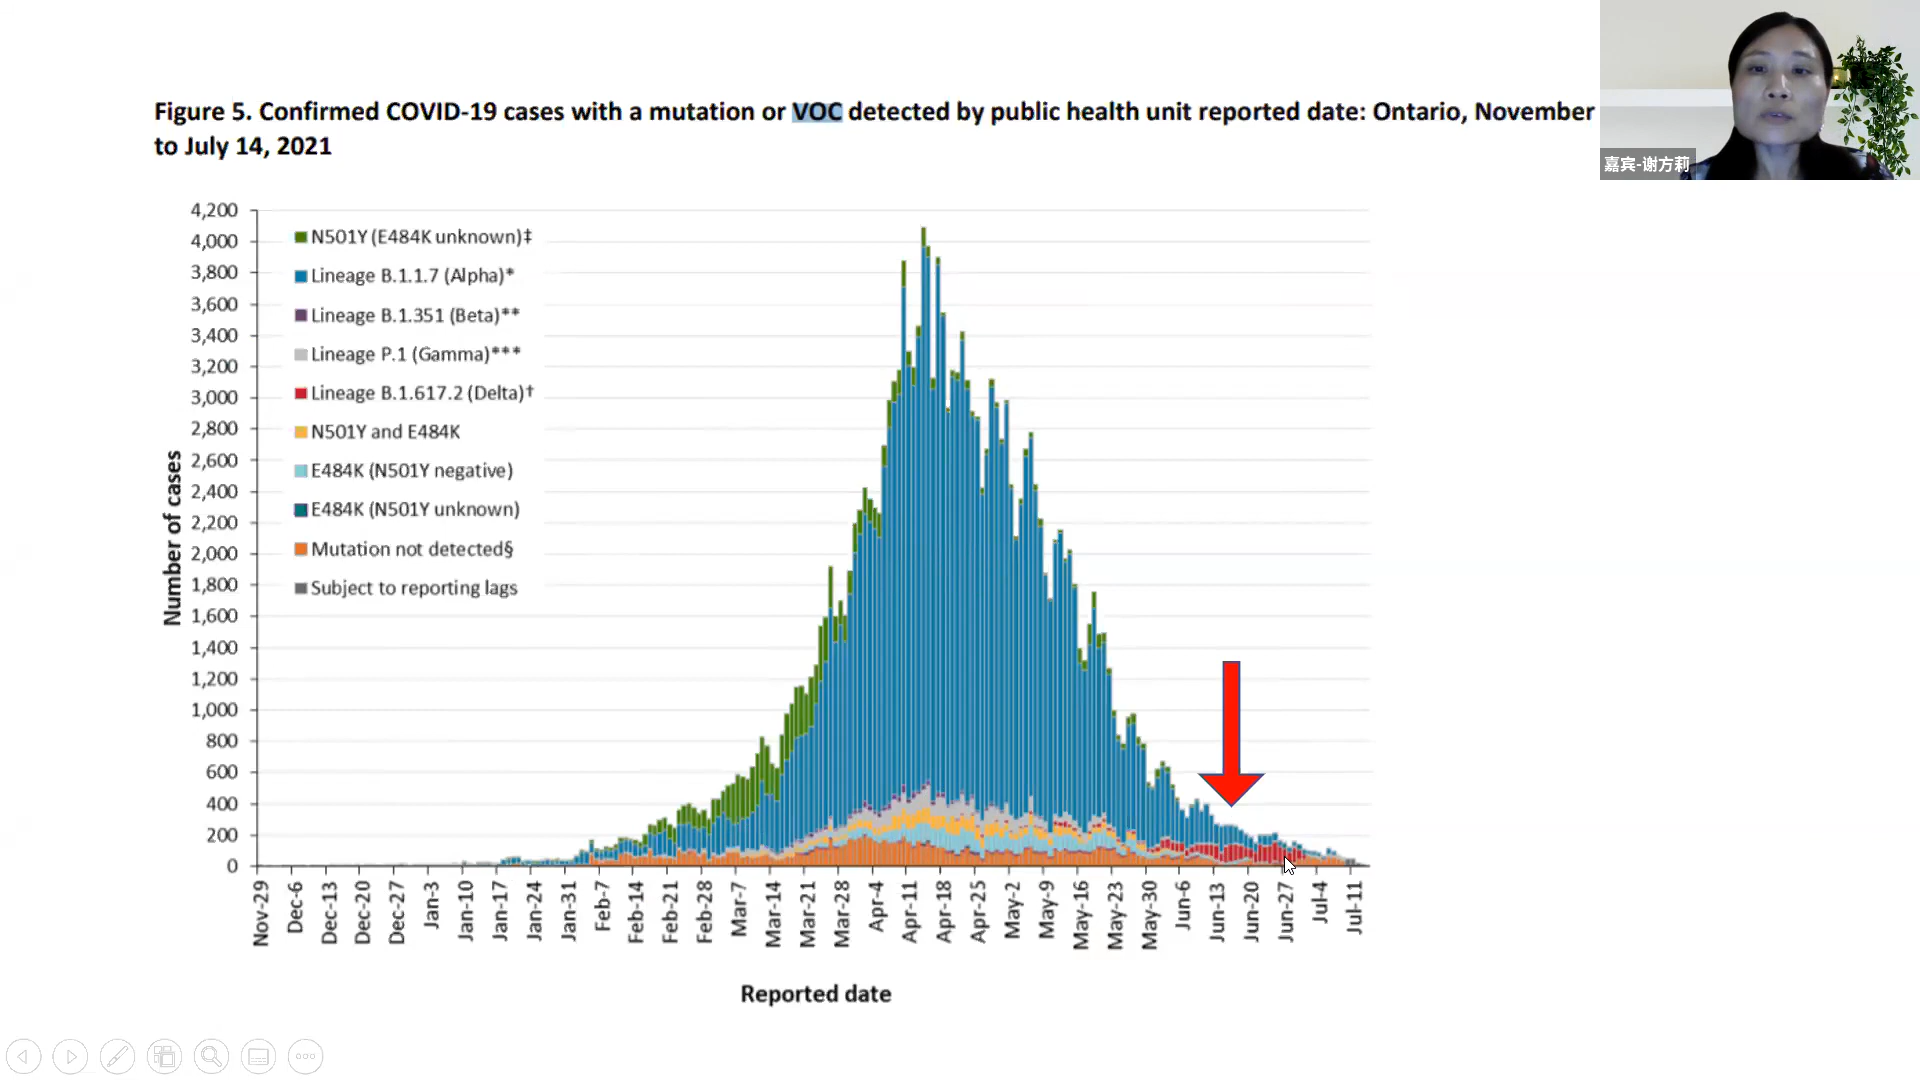 Figure 5. Confirmed COVID-19 cases with a mutation or VOC detected by public health unit reported date: Ontario, November
to July 14, 2021
嘉宾-谢方莉
Number of cases
4,200
4,000
3,800
3,600
3,400
3,200
3,000
2,800
2,600
2,400
2,200
2,000
1,800
1,600
1,400
1,200
1,000
800
600
400
200
0
N501Y (E484K unknown)‡
Lineage B.1.1.7 (Alpha)*
Lineage B.1.351 (Beta)**
Lineage P.1 (Gamma)***
Lineage B.1.617.2 (Delta)†
N501Y and E484K
E484K (N501Y negative)
E484K (N501Y unknown)
Mutation not detected§
Subject to reporting lags
Nov-29
Dec-6
Dec-13
Dec-20
Dec-27
Jan-3
Jan-10
Jan-17
Jan-24
Jan-31
Feb-7
Feb-14
Feb-21
Feb-28
Mar-7
Mar-14
Mar-21
Mar-28
Apr-4
Apr-11
Apr-18
Apr-25
May-2
May-9
May-16
May-23
May-30
Jun-6
Jun-13
Jun-20
Jun-27
Jul-4
Jul-11
Reported date